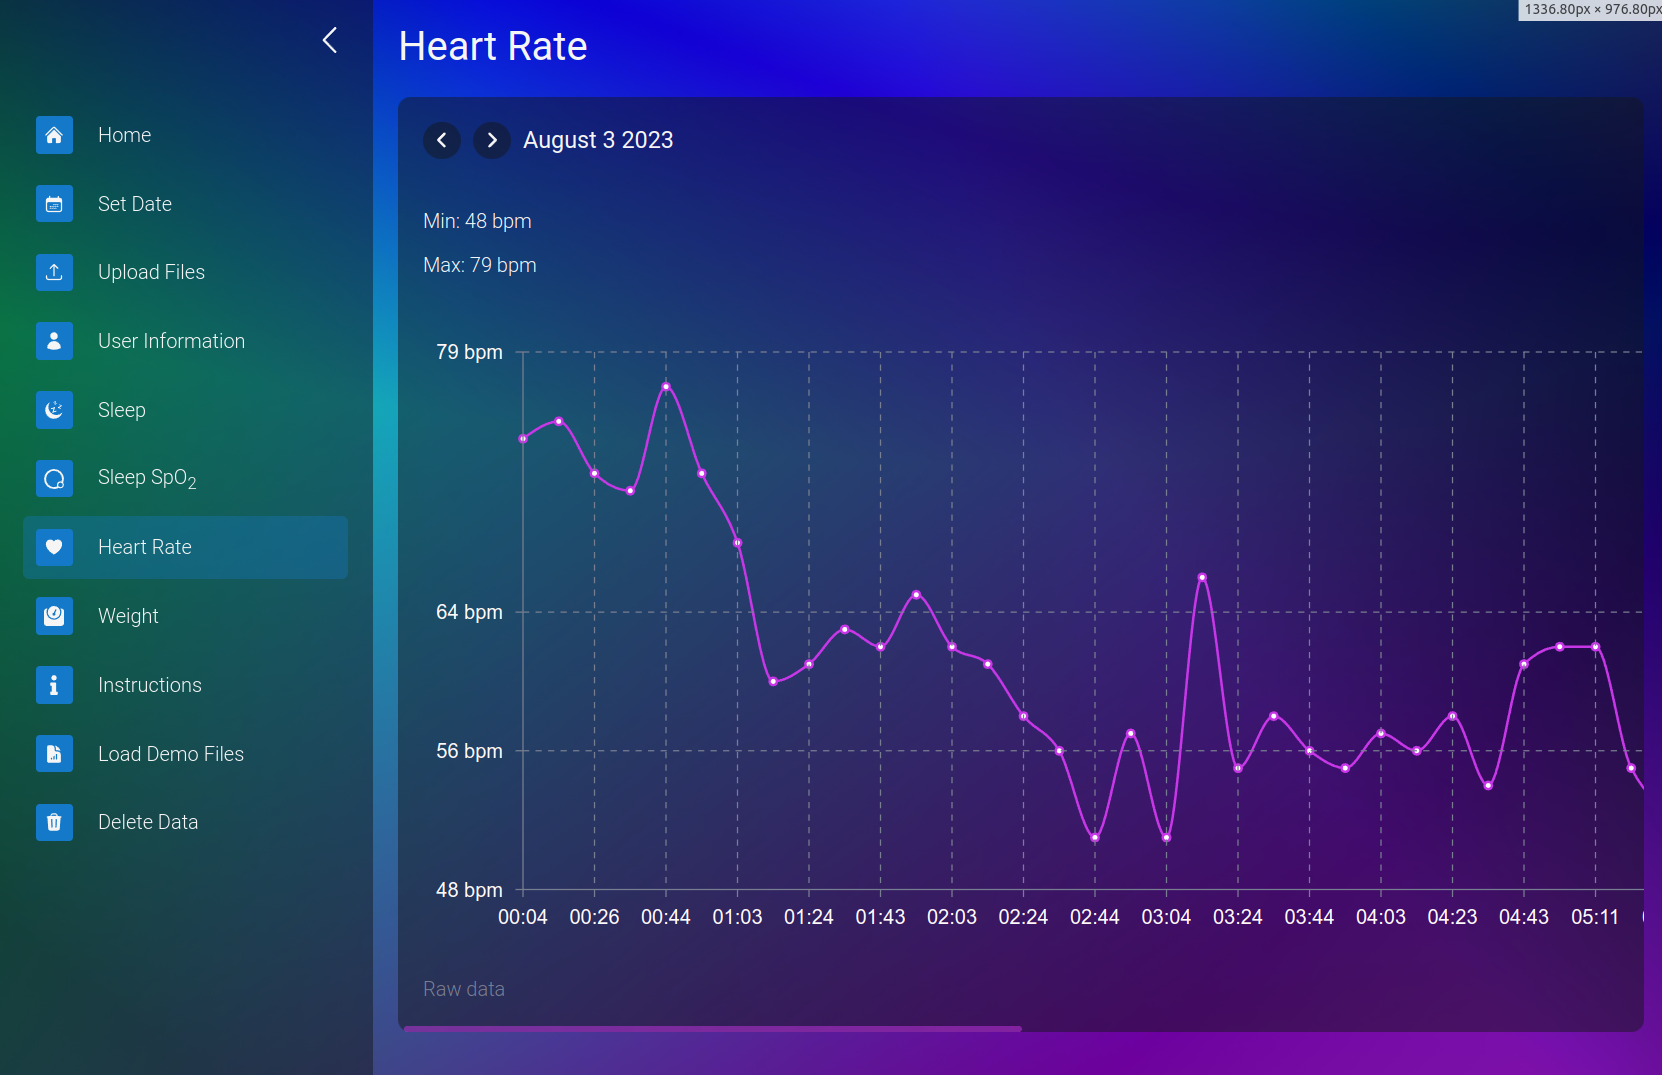 1336.80px × 976.80px
Heart Rate
Home
Set Date
Upload Files
User Information
Sleep
Sleep SpO2
Heart Rate
Weight
Instructions
Load Demo Files
Delete Data
August 3 2023
Min: 48 bpm
Max: 79 bpm
79 bpm
64 bpm
56 bpm
48 bpm
00:04 00:26 00:44 01:03 01:24 01:43 02:03 02:24 02:44 03:04 03:24 03:44 04:03 04:23 04:43 05:11
Raw data